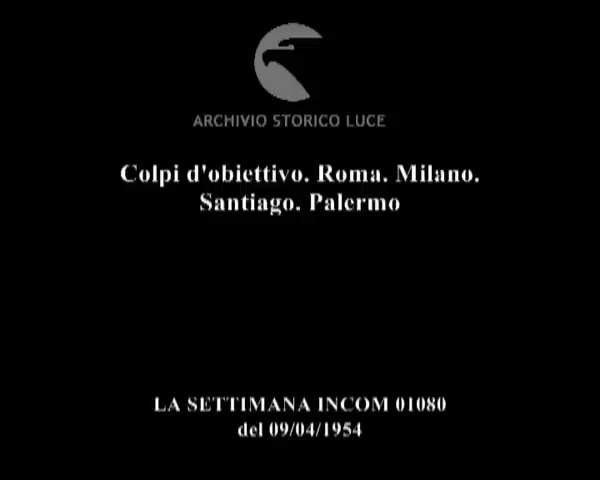 ARCHIVIO STORICO LUCE
Colpi d'obiettivo. Roma. Milano.
Santiago. Palermo
LA SETTIMANA INCOM 01080
del 09/04/1954